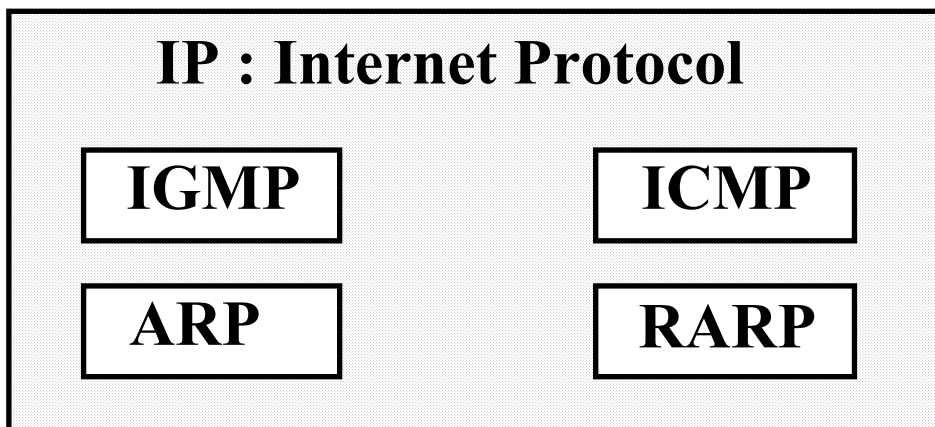 IP : Internet Protocol
IGMP
ICMP
ARP
RARP